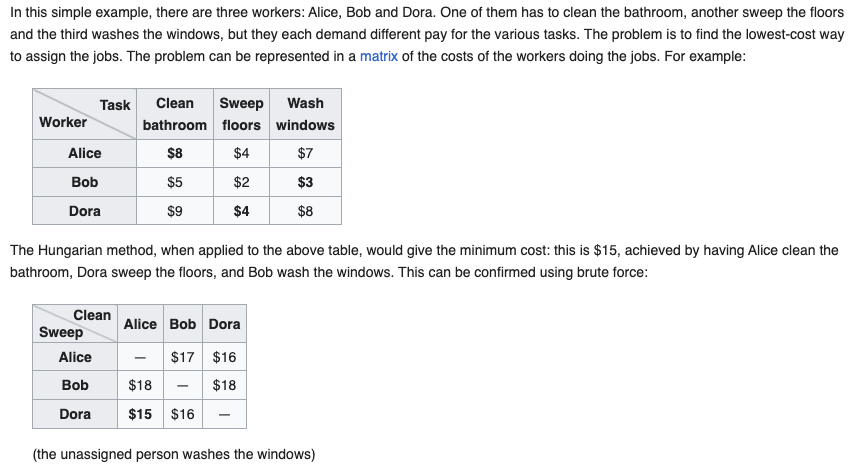 In this simple example, there are three workers: Alice, Bob and Dora. One of them has to clean the bathroom, another sweep the floors
and the third washes the windows, but they each demand different pay for the various tasks. The problem is to find the lowest-cost way
to assign the jobs. The problem can be represented in a matrix of the costs of the workers doing the jobs. For example:
Task
Worker
Clean bathroom
Sweep floors
Wash windows
Alice $8 $4 $7
Bob $5 $2 $3
Dora $9 $4 $8
The Hungarian method, when applied to the above table, would give the minimum cost: this is $15, achieved by having Alice clean the
bathroom, Dora sweep the floors, and Bob wash the windows. This can be confirmed using brute force:
Clean
Sweep
Alice Bob Dora
Alice — $17 $16
Bob $18 — $18
Dora $15 $16 —
(the unassigned person washes the windows)